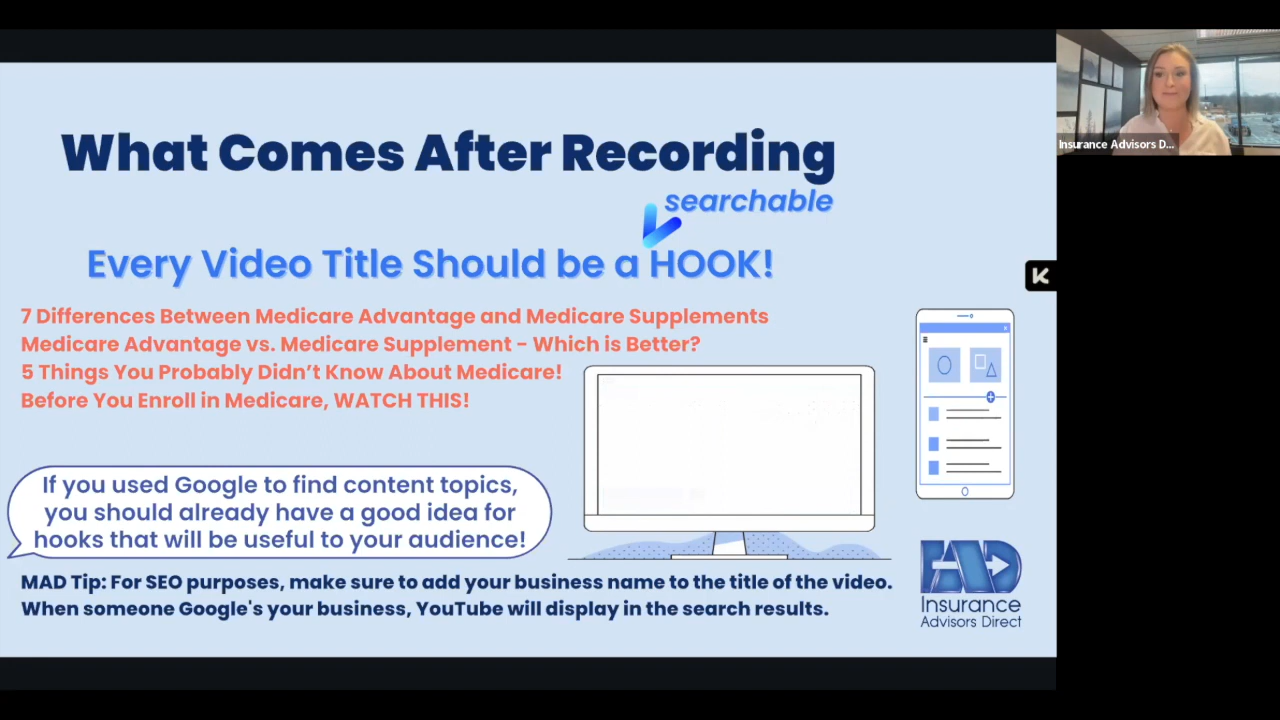 What Comes After Recording
searchable
Every Video Title Should be a HOOK!
7 Differences Between Medicare Advantage and Medicare Supplements
Medicare Advantage vs. Medicare Supplement - Which is Better?
5 Things You Probably Didn't Know About Medicare!
Before You Enroll in Medicare, WATCH THIS!
If you used Google to find content topics,
you should already have a good idea for
hooks that will be useful to your audience!
MAD Tip: For SEO purposes, make sure to add your business name to the title of the video.
When someone Google's your business, YouTube will display in the search results.
IAD
Insurance
Advisors Direct
K
Insurance Advisors D...